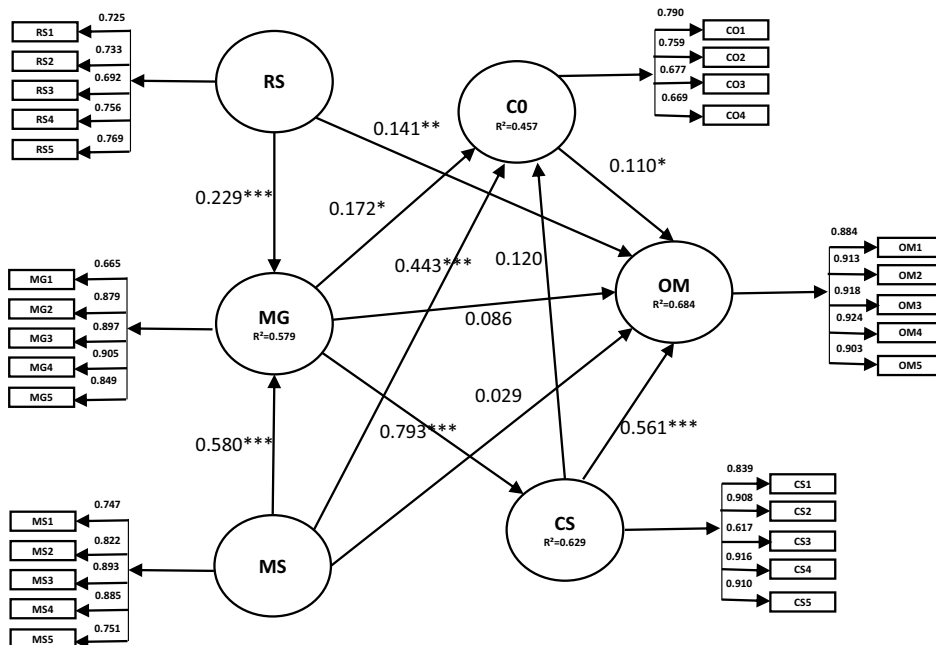 0.725
RS1
0.733
RS2
0.692
RS3
0.756
RS4
0.769
RS5
RS
0.790
CO1
0.759
CO2
0.677
CO3
0.669
CO4
C0
R²=0.457
0.141**
0.110*
0.229***
0.172*
0.443***
0.120
0.665
MG1
0.879
MG2
0.897
MG3
0.905
MG4
0.849
MG5
MG
R²=0.579
0.086
OM
R²=0.684
0.884
OM1
0.913
OM2
0.918
OM3
0.924
OM4
0.903
OM5
0.029
0.580***
0.793***
0.561***
0.747
MS1
0.822
MS2
0.893
MS3
0.885
MS4
0.751
MS5
MS
CS
R²=0.629
0.839
CS1
0.908
CS2
0.617
CS3
0.916
CS4
0.910
CS5